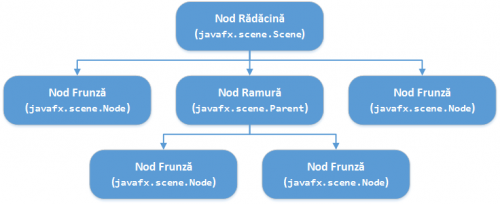 Nod Rădăcină
(javafx.scene.Scene)
Nod Frunză
(javafx.scene.Node)
Nod Ramură
(javafx.scene.Parent)
Nod Frunză
(javafx.scene.Node)
Nod Frunză
(javafx.scene.Node)
Nod Frunză
(javafx.scene.Node)